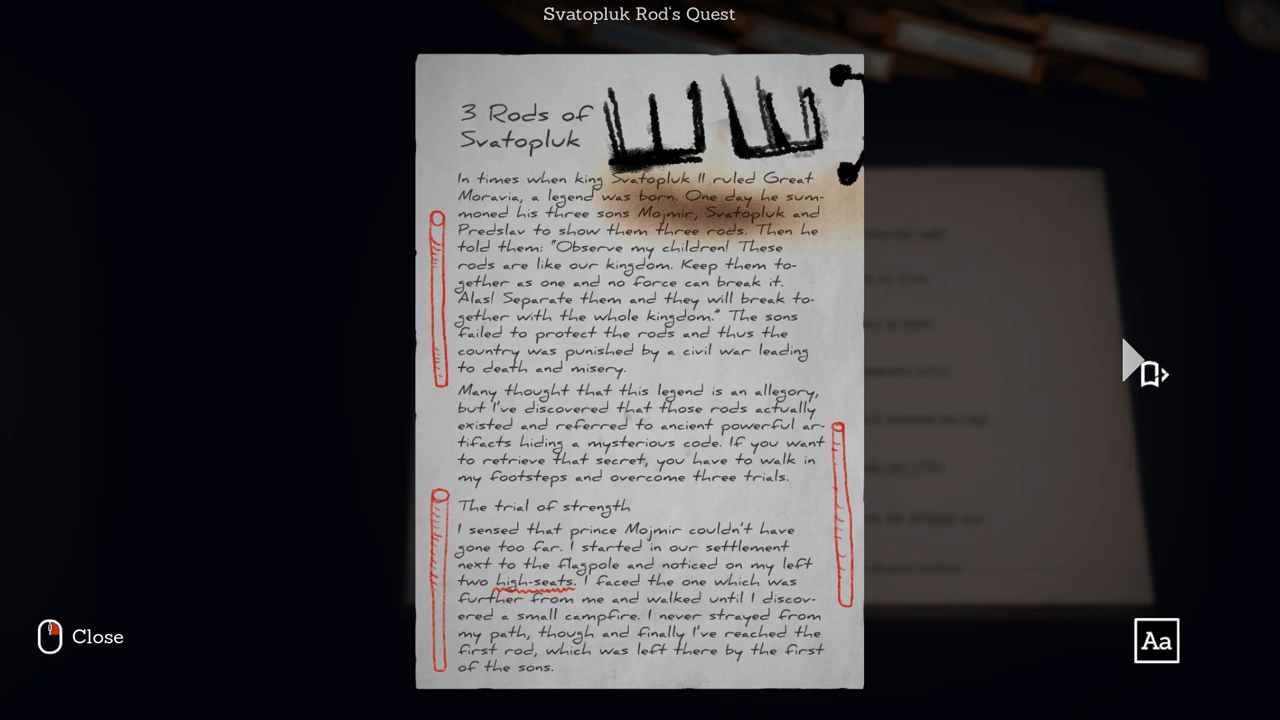 Svatopluk Rod's Quest
3 Rods of
Svatopluk
In times when king Svatopluk II ruled Great
Moravia, a legend was born. One day he sum-
moned his three sons Mojmir, Svatopluk and
Predslav to show them three rods. Then he
told them: "Observe my children! These
rods are like our kingdom. Keep them to-
gether as one and no force can break it.
Alas! Separate them and they will break to-
gether with the whole kingdom." The sons
failed to protect the rods and thus the
country was punished by a civil war leading
to death and misery.
Many thought that this legend is an allegory,
but I've discovered that those rods actually
existed and referred to ancient powerful ar-
tifacts hiding a mysterious code. If you want
to retrieve that secret, you have to walk in
my footsteps and overcome three trials.
The trial of strength
I sensed that prince Mojmir couldn't have
gone too far. I started in our settlement
next to the flagpole and noticed on my left
two high-seats. I faced the one which was
further from me and walked until I discov-
ered a small campfire. I never strayed from
my path, though and finally I've reached the
first rod, which was left there by the first
of the sons.
Close
Aa